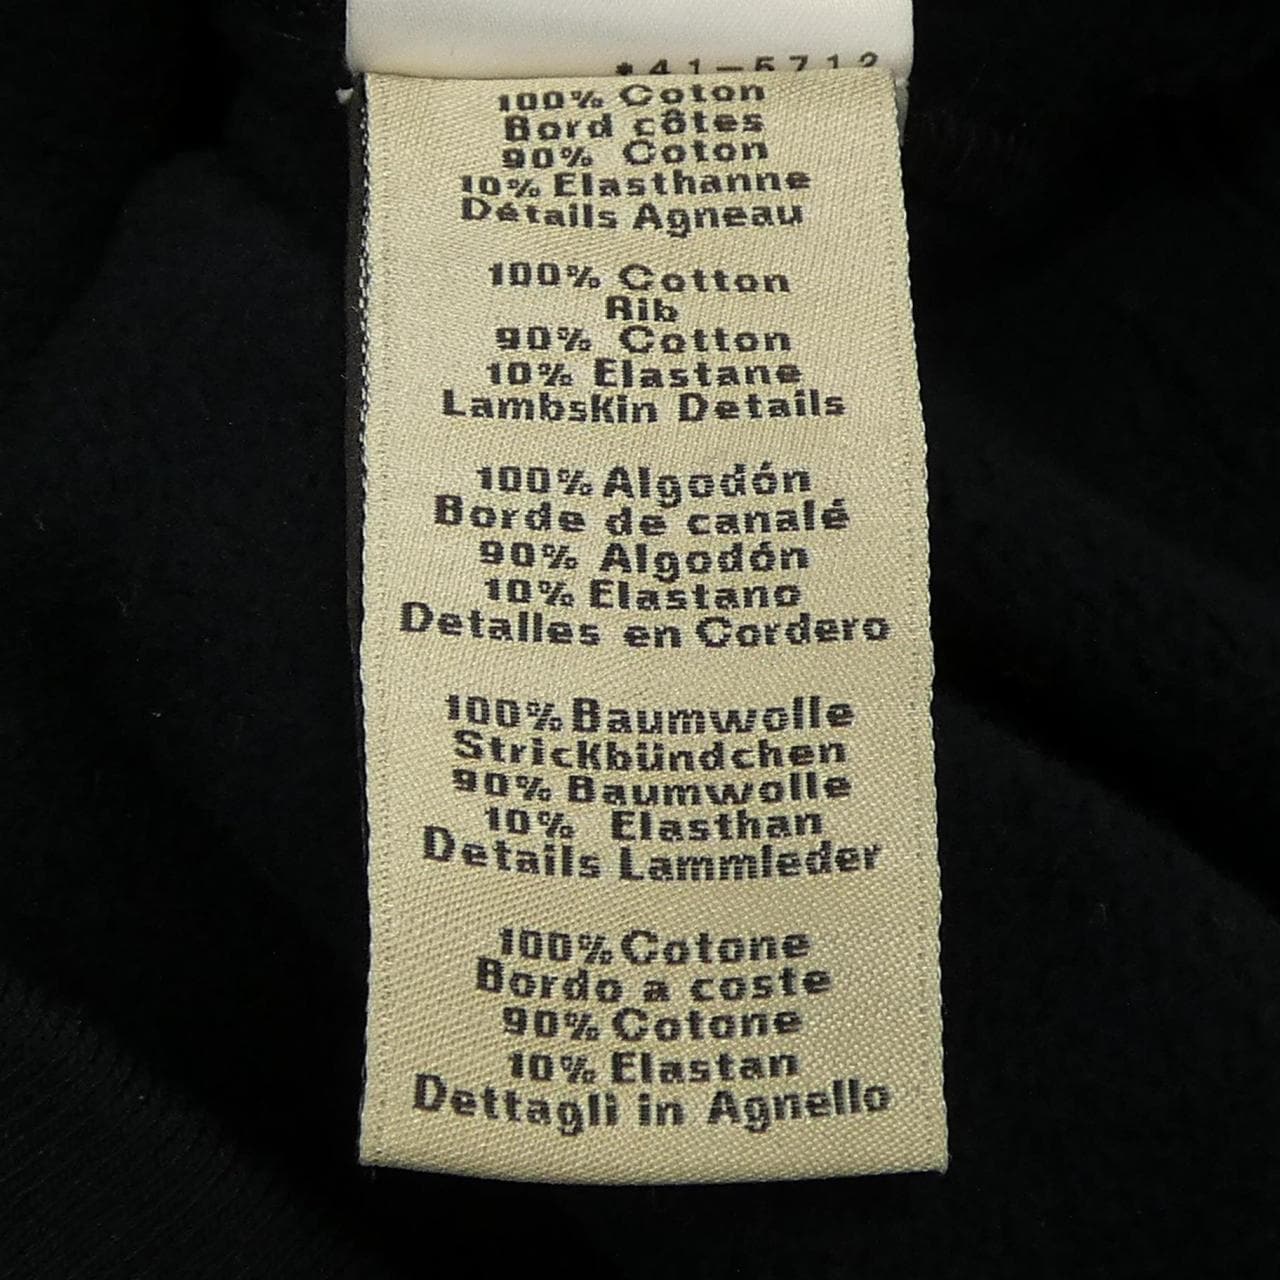 *41-5712
100% Coton
Bord côtes
90% Coton
10% Elasthanne
Détails Agneau
100% Cotton
Rib
90% Cotton
10% Elastane
Lambskin Details
100% Algodón
Borde de canalé
90% Algodón
10% Elastano
Detalles en Cordero
100% Baumwolle
Strickbündchen
90% Baumwolle
10% Elasthan
Details Lammleder
100% Cotone
Bordo a coste
90% Cotone
10% Elastan
Dettagli in Agnello